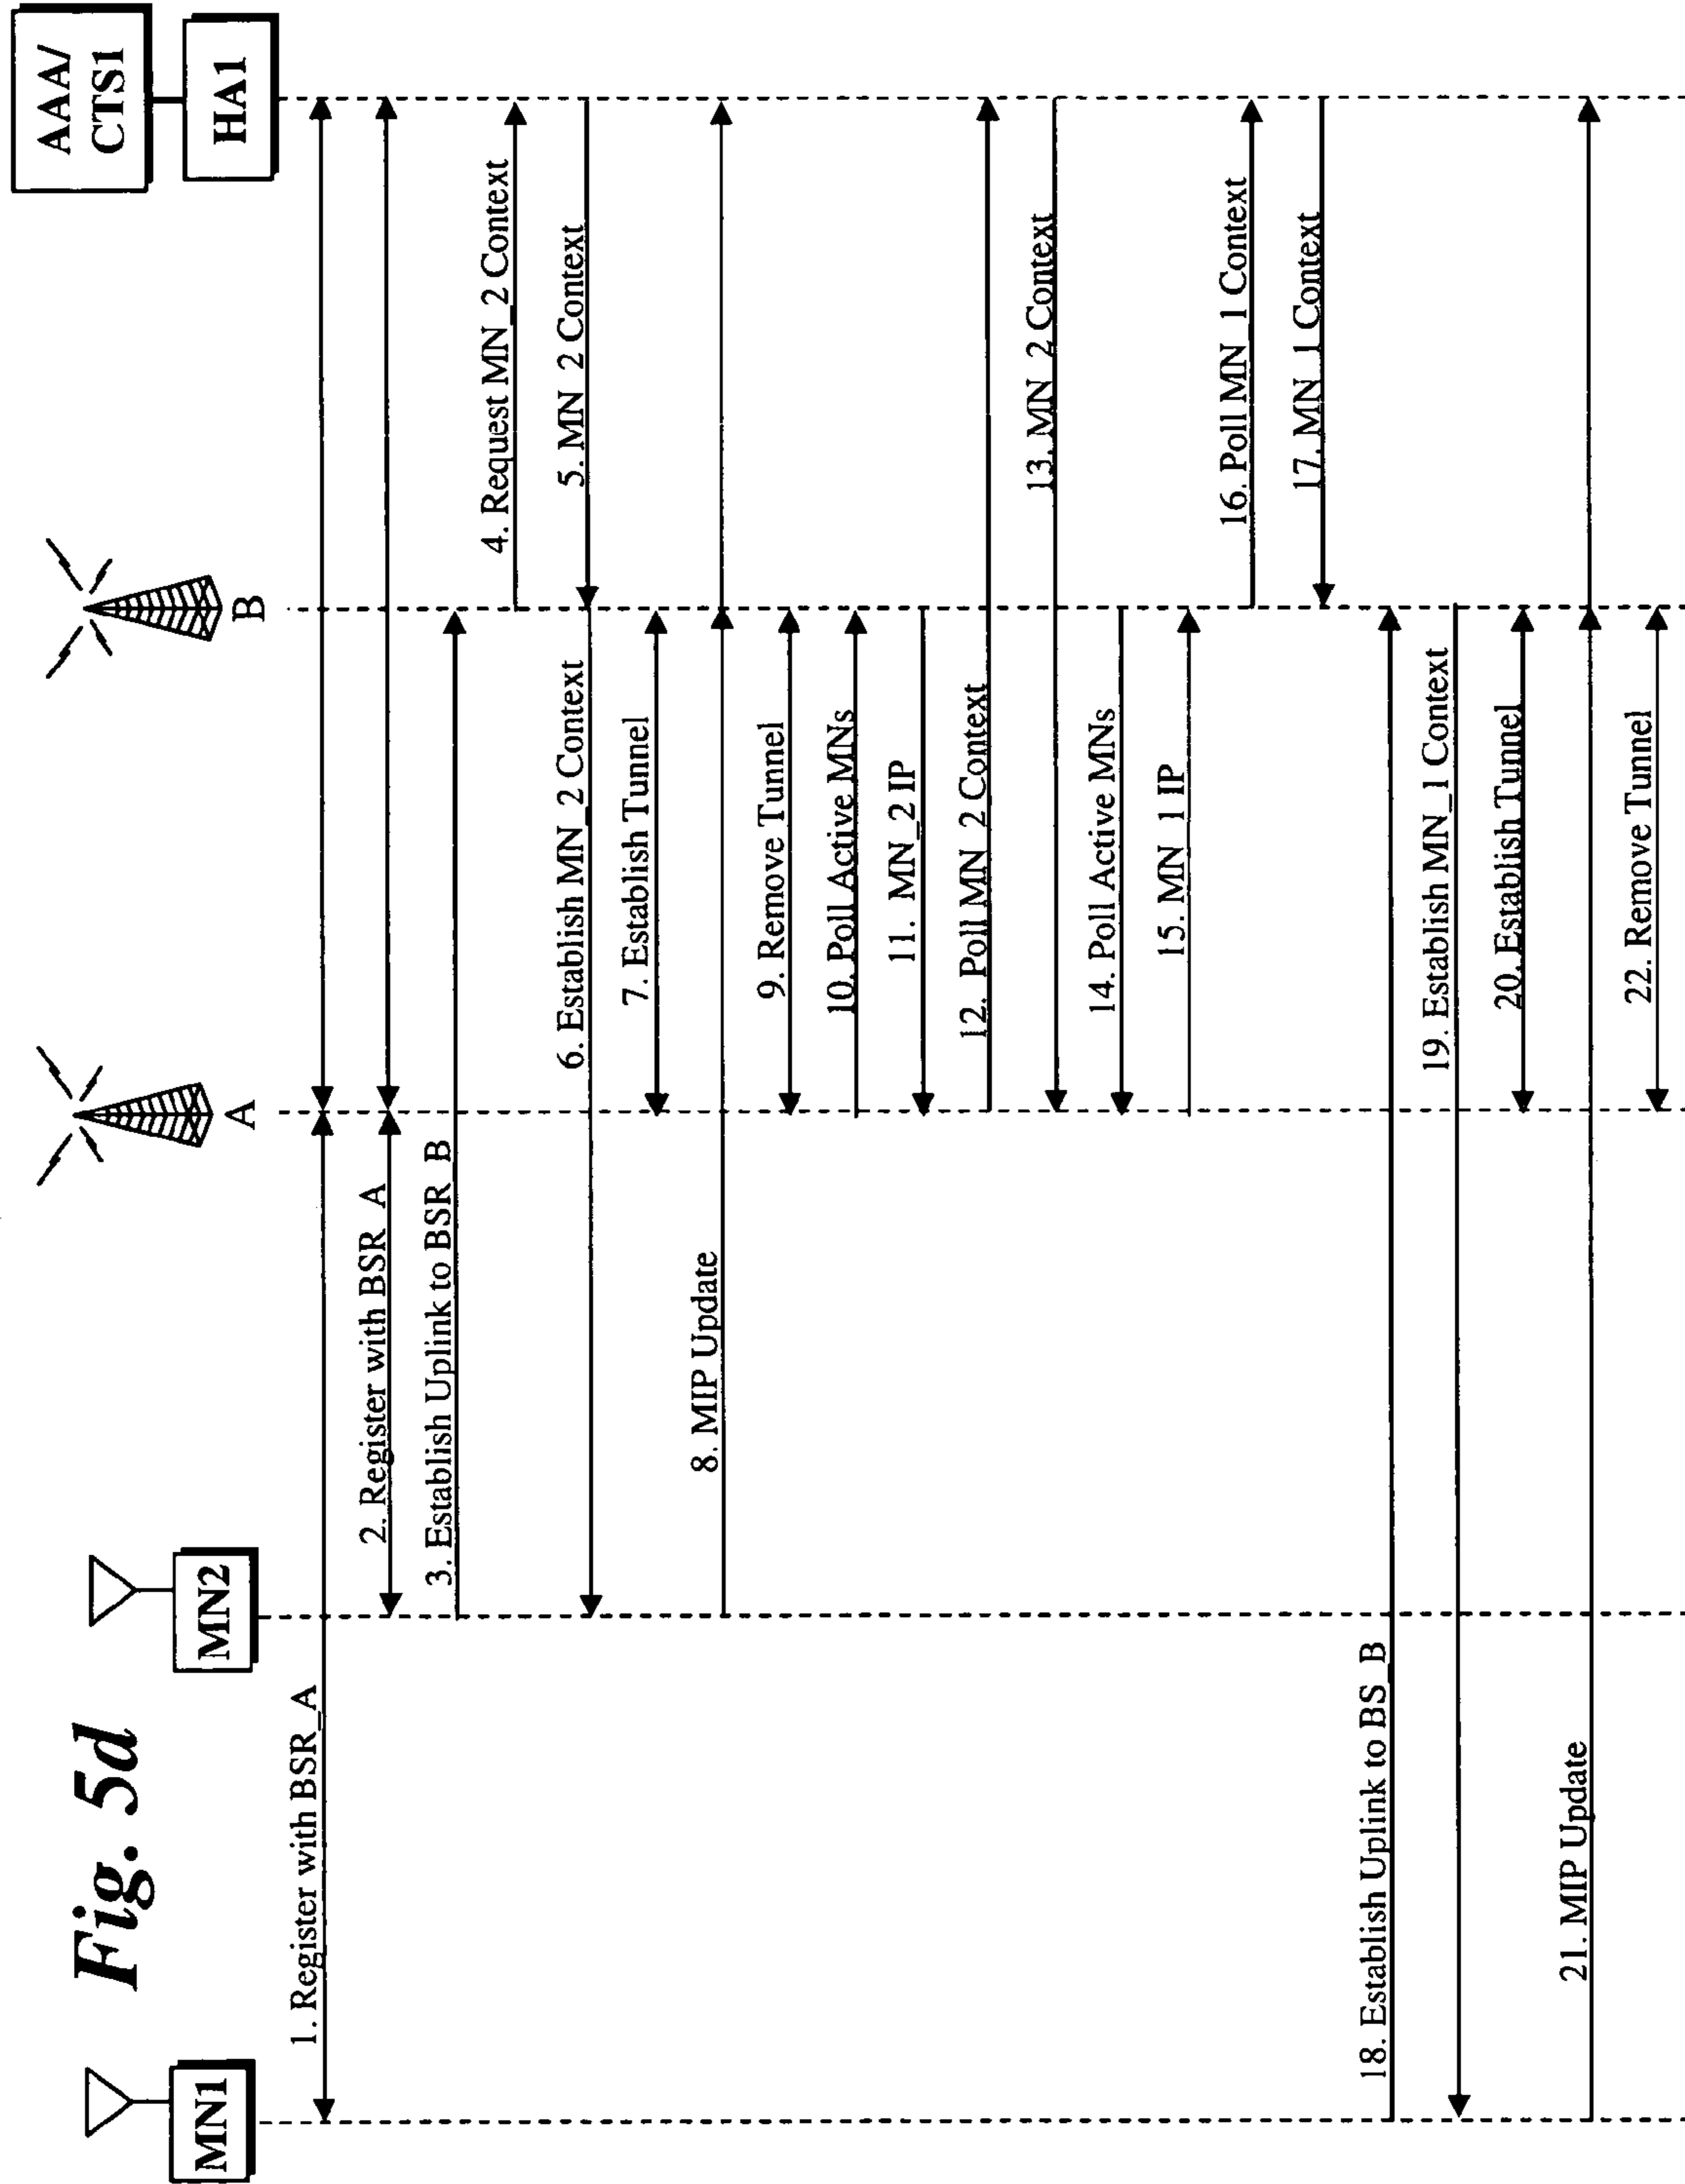 Fig. 5d
MN1
MN2
A
B
AAA/
CTS1
HA1
1. Register with BSR_A
2. Register with BSR_A
3. Establish Uplink to BSR_B
4. Request MN_2 Context
5. MN_2 Context
6. Establish MN_2 Context
7. Establish Tunnel
8. MIP Update
9. Remove Tunnel
10. Poll Active MNs
11. MN_2 IP
12. Poll MN_2 Context
13. MN_2 Context
14. Poll Active MNs
15. MN_1 IP
16. Poll MN_1 Context
17. MN_1 Context
18. Establish Uplink to BS_B
19. Establish MN_1 Context
20. Establish Tunnel
21. MIP Update
22. Remove Tunnel